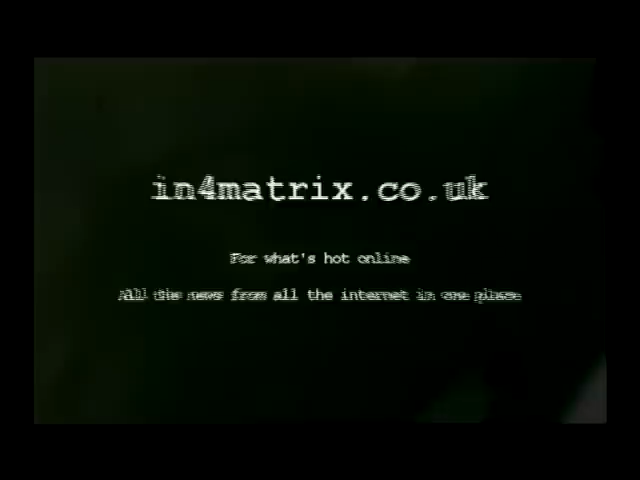 in4matrix.co.uk
For what's hot online
All the news from all the internet in one place